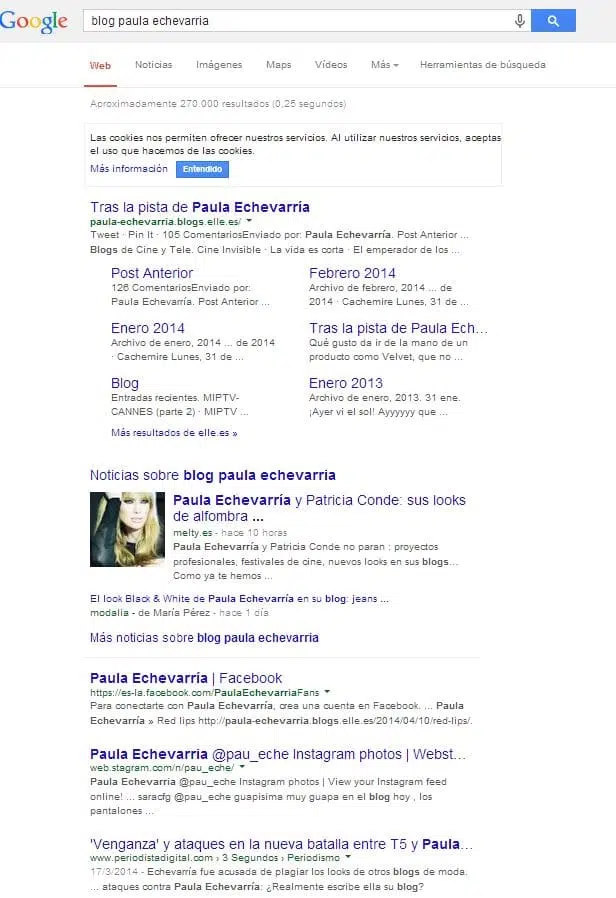 Google
blog paula echevarria
Web Noticias Imágenes Maps Vídeos Más Herramientas de búsqueda
Aproximadamente 270.000 resultados (0,25 segundos)
Las cookies nos permiten ofrecer nuestros servicios. Al utilizar nuestros servicios, aceptas
el uso que hacemos de las cookies.
Más información Entendido
Tras la pista de Paula Echevarría
paula-echevarria.blogs.elle.es/
Tweet · Pin It · 105 ComentariosEnviado por: Paula Echevarría. Post Anterior ...
Blogs de Cine y Tele. Cine Invisible · La vida es corta · El emperador de los ...
Post Anterior
126 ComentariosEnviado por:
Paula Echevarría. Post Anterior ...
Febrero 2014
Archivo de febrero, 2014 ... de
2014 · Cachemire Lunes, 31 de ...
Enero 2014
Archivo de enero, 2014 ... de 2014
· Cachemire Lunes, 31 de ...
Tras la pista de Paula Ech...
Qué gusto da ir de la mano de un
producto como Velvet, que no ...
Blog
Entradas recientes. MIPTV-
CANNES (parte 2) · MIPTV ...
Enero 2013
Archivo de enero, 2013. 31 ene.
¡Ayer vi el sol! Ayyyyyy que ...
Más resultados de elle.es »
Noticias sobre blog paula echevarria
Paula Echevarría y Patricia Conde: sus looks
de alfombra ...
melty.es - hace 10 horas
Paula Echevarría y Patricia Conde no paran : proyectos
profesionales, festivales de cine, nuevos looks en sus blogs...
Como ya te hemos ...
El look Black & White de Paula Echevarría en su blog: jeans ...
modalia - de María Pérez - hace 1 día
Más noticias sobre blog paula echevarria
Paula Echevarría | Facebook
https://es-la.facebook.com/PaulaEchevarriaFans
Para conectarte con Paula Echevarría, crea una cuenta en Facebook. ... Paula
Echevarría » Red lips http://paula-echevarria.blogs.elle.es/2014/04/10/red-lips/.
Paula Echevarria @pau_eche Instagram photos | Webst...
web.stagram.com/n/pau_eche/
Paula Echevarria @pau_eche Instagram photos | View your Instagram feed
online! ... saracfg @pau_eche guapisima muy guapa en el blog hoy , los
pantalones ...
'Venganza' y ataques en la nueva batalla entre T5 y Paula...
www.periodistadigital.com › 3 Segundos › Periodismo
17/3/2014 - Echevarría fue acusada de plagiar los looks de otros blogs de moda.
... ataques contra Paula Echevarría: ¿Realmente escribe ella su blog?